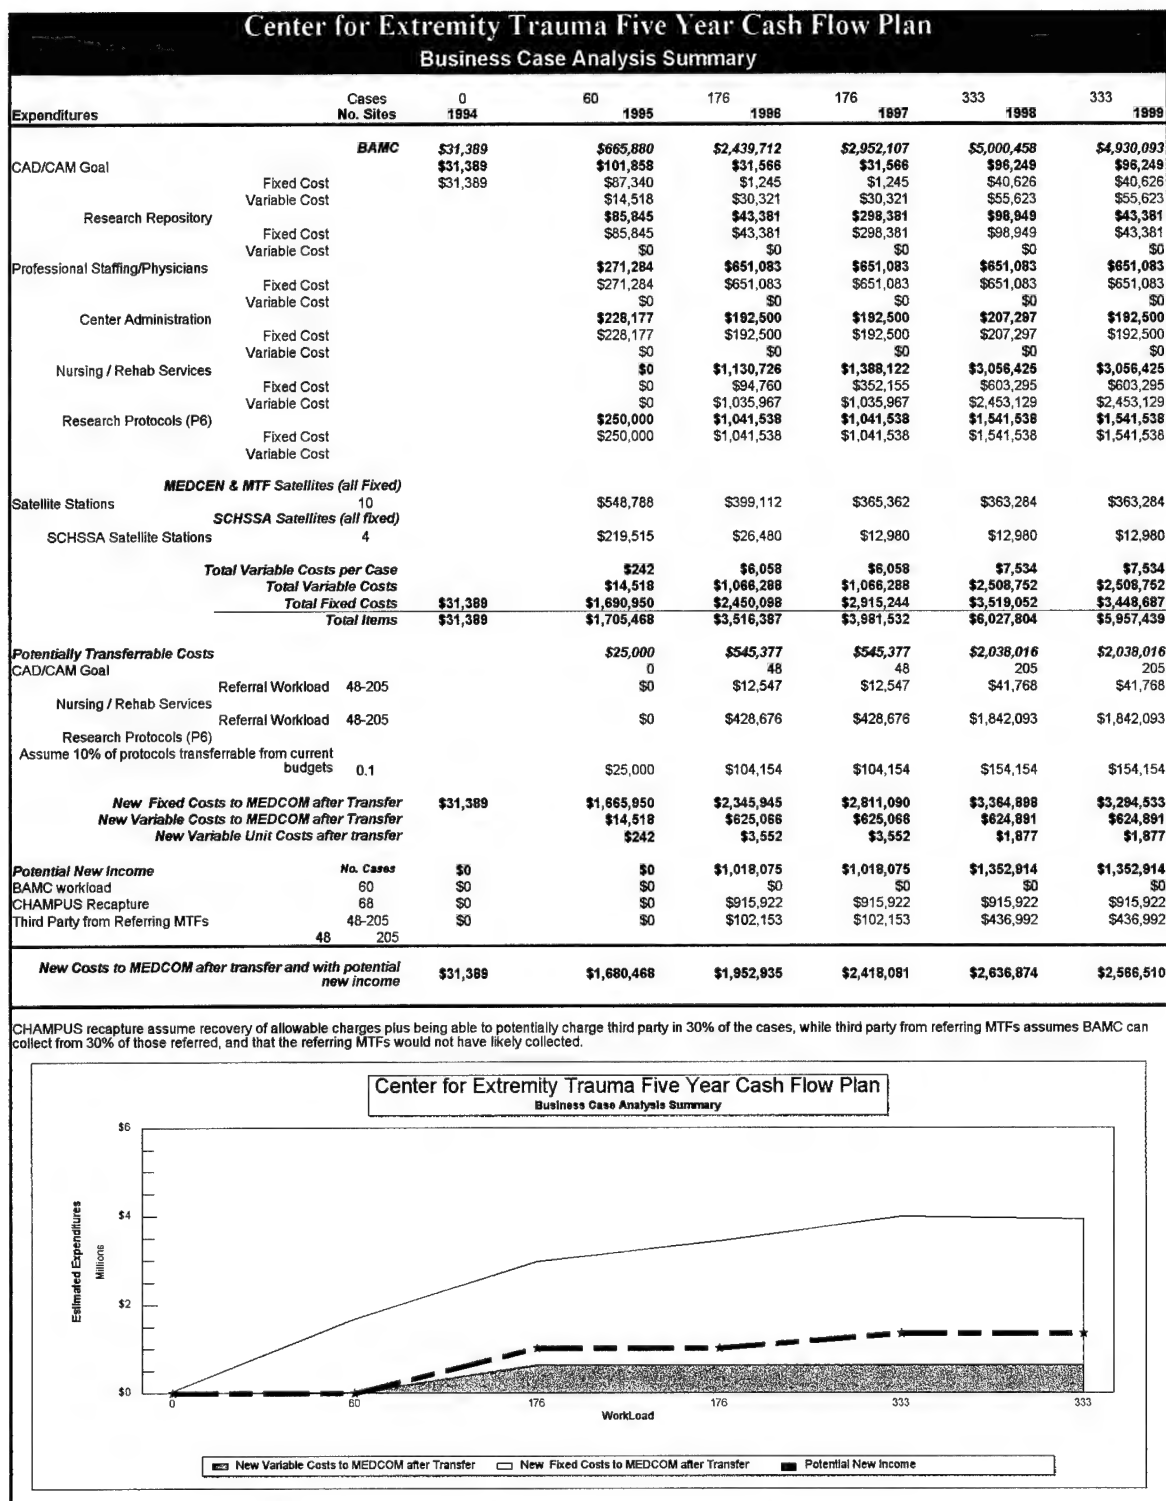 Center for Extremity Trauma Five Year Cash Flow Plan
Business Case Analysis Summary
Cases 0 60 176 176 333 333
Expenditures No. Sites 1994 1995 1996 1997 1998 1999
BAMC $31,389 $665,880 $2,439,712 $2,952,107 $5,000,458 $4,930,093
CAD/CAM Goal $31,389 $101,858 $31,566 $31,566 $96,249 $96,249
Fixed Cost $31,389 $87,340 $1,245 $1,245 $40,626 $40,626
Variable Cost $14,518 $30,321 $30,321 $55,623 $55,623
Research Repository $85,845 $43,381 $298,381 $98,949 $43,381
Fixed Cost $85,845 $43,381 $298,381 $98,949 $43,381
Variable Cost $0 $0 $0 $0 $0
Professional Staffing/Physicians $271,284 $651,083 $651,083 $651,083 $651,083
Fixed Cost $271,284 $651,083 $651,083 $651,083 $651,083
Variable Cost $0 $0 $0 $0 $0
Center Administration $228,177 $192,500 $192,500 $207,297 $192,500
Fixed Cost $228,177 $192,500 $192,500 $207,297 $192,500
Variable Cost $0 $0 $0 $0 $0
Nursing / Rehab Services $0 $1,130,726 $1,388,122 $3,056,425 $3,056,425
Fixed Cost $0 $94,760 $352,155 $603,295 $603,295
Variable Cost $0 $1,035,967 $1,035,967 $2,453,129 $2,453,129
Research Protocols (P6) $250,000 $1,041,538 $1,041,538 $1,541,538 $1,541,538
Fixed Cost $250,000 $1,041,538 $1,041,538 $1,541,538 $1,541,538
Variable Cost
MEDCEN & MTF Satellites (all Fixed)
Satellite Stations 10 $548,788 $399,112 $365,362 $363,284 $363,284
SCHSSA Satellites (all fixed)
SCHSSA Satellite Stations 4 $219,515 $26,480 $12,980 $12,980 $12,980
Total Variable Costs per Case $242 $6,058 $6,058 $7,534 $7,534
Total Variable Costs $14,518 $1,066,288 $1,066,288 $2,508,752 $2,508,752
Total Fixed Costs $31,389 $1,690,950 $2,450,098 $2,915,244 $3,519,052 $3,448,687
Total Items $31,389 $1,705,468 $3,516,387 $3,981,532 $6,027,804 $5,957,439
Potentially Transferrable Costs $25,000 $545,377 $545,377 $2,038,016 $2,038,016
CAD/CAM Goal 0 48 48 205 205
Referral Workload 48-205 $0 $12,547 $12,547 $41,768 $41,768
Nursing / Rehab Services
Referral Workload 48-205 $0 $428,676 $428,676 $1,842,093 $1,842,093
Research Protocols (P6)
Assume 10% of protocols transferrable from current
budgets 0.1 $25,000 $104,154 $104,154 $154,154 $154,154
New Fixed Costs to MEDCOM after Transfer $31,389 $1,665,950 $2,345,945 $2,811,090 $3,364,898 $3,294,533
New Variable Costs to MEDCOM after Transfer $14,518 $625,066 $625,066 $624,891 $624,891
New Variable Unit Costs after transfer $242 $3,552 $3,552 $1,877 $1,877
Potential New Income No. Cases $0 $0 $1,018,075 $1,018,075 $1,352,914 $1,352,914
BAMC workload 60 $0 $0 $0 $0 $0 $0
CHAMPUS Recapture 68 $0 $0 $915,922 $915,922 $915,922 $915,922
Third Party from Referring MTFs 48-205 $0 $0 $102,153 $102,153 $436,992 $436,992
48 205
New Costs to MEDCOM after transfer and with potential
new income $31,389 $1,680,468 $1,952,935 $2,418,081 $2,636,874 $2,566,510
CHAMPUS recapture assume recovery of allowable charges plus being able to potentially charge third party in 30% of the cases, while third party from referring MTFs assumes BAMC can
collect from 30% of those referred, and that the referring MTFs would not have likely collected.
Center for Extremity Trauma Five Year Cash Flow Plan
Business Case Analysis Summary
$6
$4
$2
$0
Estimated Expenditures
Millions
0 60 176 176 333 333
WorkLoad
New Variable Costs to MEDCOM after Transfer New Fixed Costs to MEDCOM after Transfer Potential New Income